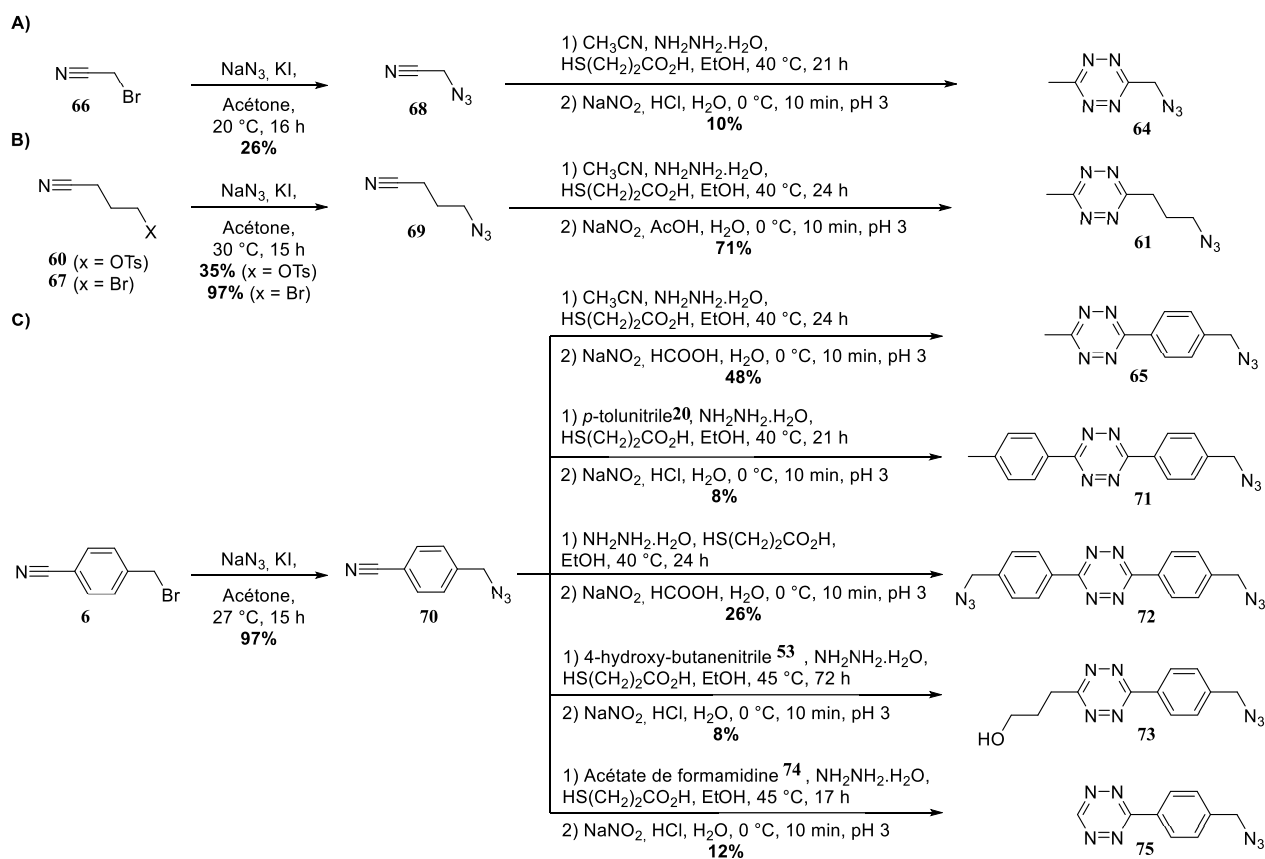 A)
N
Br
66
NaN3, KI,
Acétone,
20 °C, 16 h
26%
N
N3
68
1) CH3CN, NH2NH2.H2O,
HS(CH2)2CO2H, EtOH, 40 °C, 21 h
2) NaNO2, HCl, H2O, 0 °C, 10 min, pH 3
10%
N N
N N
N3
64
B)
N
X
60 (x = OTs)
67 (x = Br)
NaN3, KI,
Acétone,
30 °C, 15 h
35% (x = OTs)
97% (x = Br)
N
N3
69
1) CH3CN, NH2NH2.H2O,
HS(CH2)2CO2H, EtOH, 40 °C, 24 h
2) NaNO2, AcOH, H2O, 0 °C, 10 min, pH 3
71%
N N
N N
N3
61
C)
N
Br
6
NaN3, KI,
Acétone,
27 °C, 15 h
97%
N
N3
70
1) CH3CN, NH2NH2.H2O,
HS(CH2)2CO2H, EtOH, 40 °C, 24 h
2) NaNO2, HCOOH, H2O, 0 °C, 10 min, pH 3
48%
N N
N N
N3
65
1) p-tolunitrile20, NH2NH2.H2O,
HS(CH2)2CO2H, EtOH, 40 °C, 21 h
2) NaNO2, HCl, H2O, 0 °C, 10 min, pH 3
8%
N N
N N
N3
71
1) NH2NH2.H2O, HS(CH2)2CO2H,
EtOH, 40 °C, 24 h
2) NaNO2, HCOOH, H2O, 0 °C, 10 min, pH 3
26%
N3
N N
N N
N3
72
1) 4-hydroxy-butanenitrile 53 , NH2NH2.H2O,
HS(CH2)2CO2H, EtOH, 45 °C, 72 h
2) NaNO2, HCl, H2O, 0 °C, 10 min, pH 3
8%
HO
N N
N N
N3
73
1) Acétate de formamidine 74 , NH2NH2.H2O,
HS(CH2)2CO2H, EtOH, 45 °C, 17 h
2) NaNO2, HCl, H2O, 0 °C, 10 min, pH 3
12%
N N
N N
N3
75